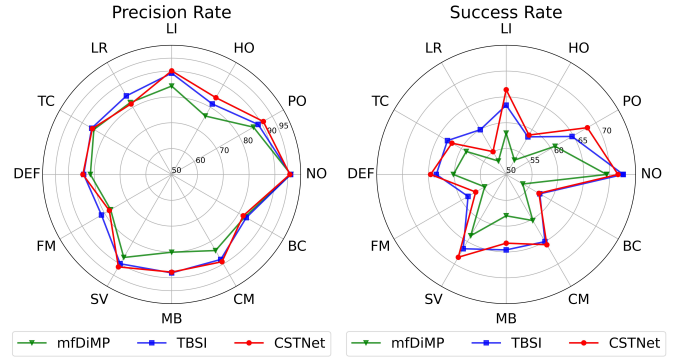 Precision Rate
LI
LR
HO
TC
PO
95
90
80
70
60
50
DEF
NO
FM
BC
SV
CM
MB
mfDiMP
TBSI
CSTNet
Success Rate
LI
LR
HO
TC
PO
70
65
60
55
50
DEF
NO
FM
BC
SV
CM
MB
mfDiMP
TBSI
CSTNet